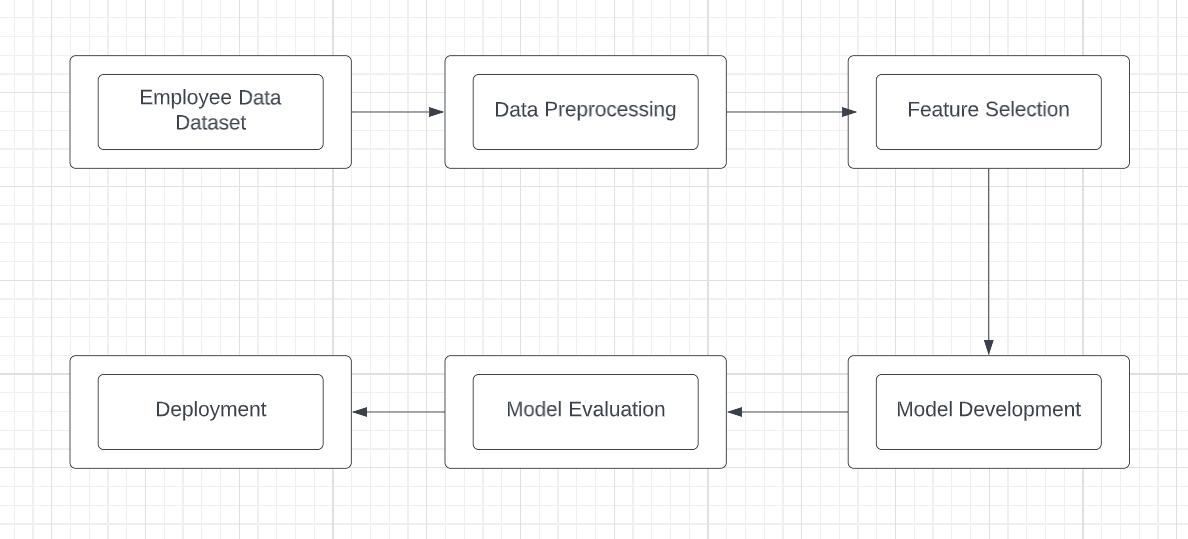 Employee Data
Dataset
Data Preprocessing
Feature Selection
Deployment
Model Evaluation
Model Development